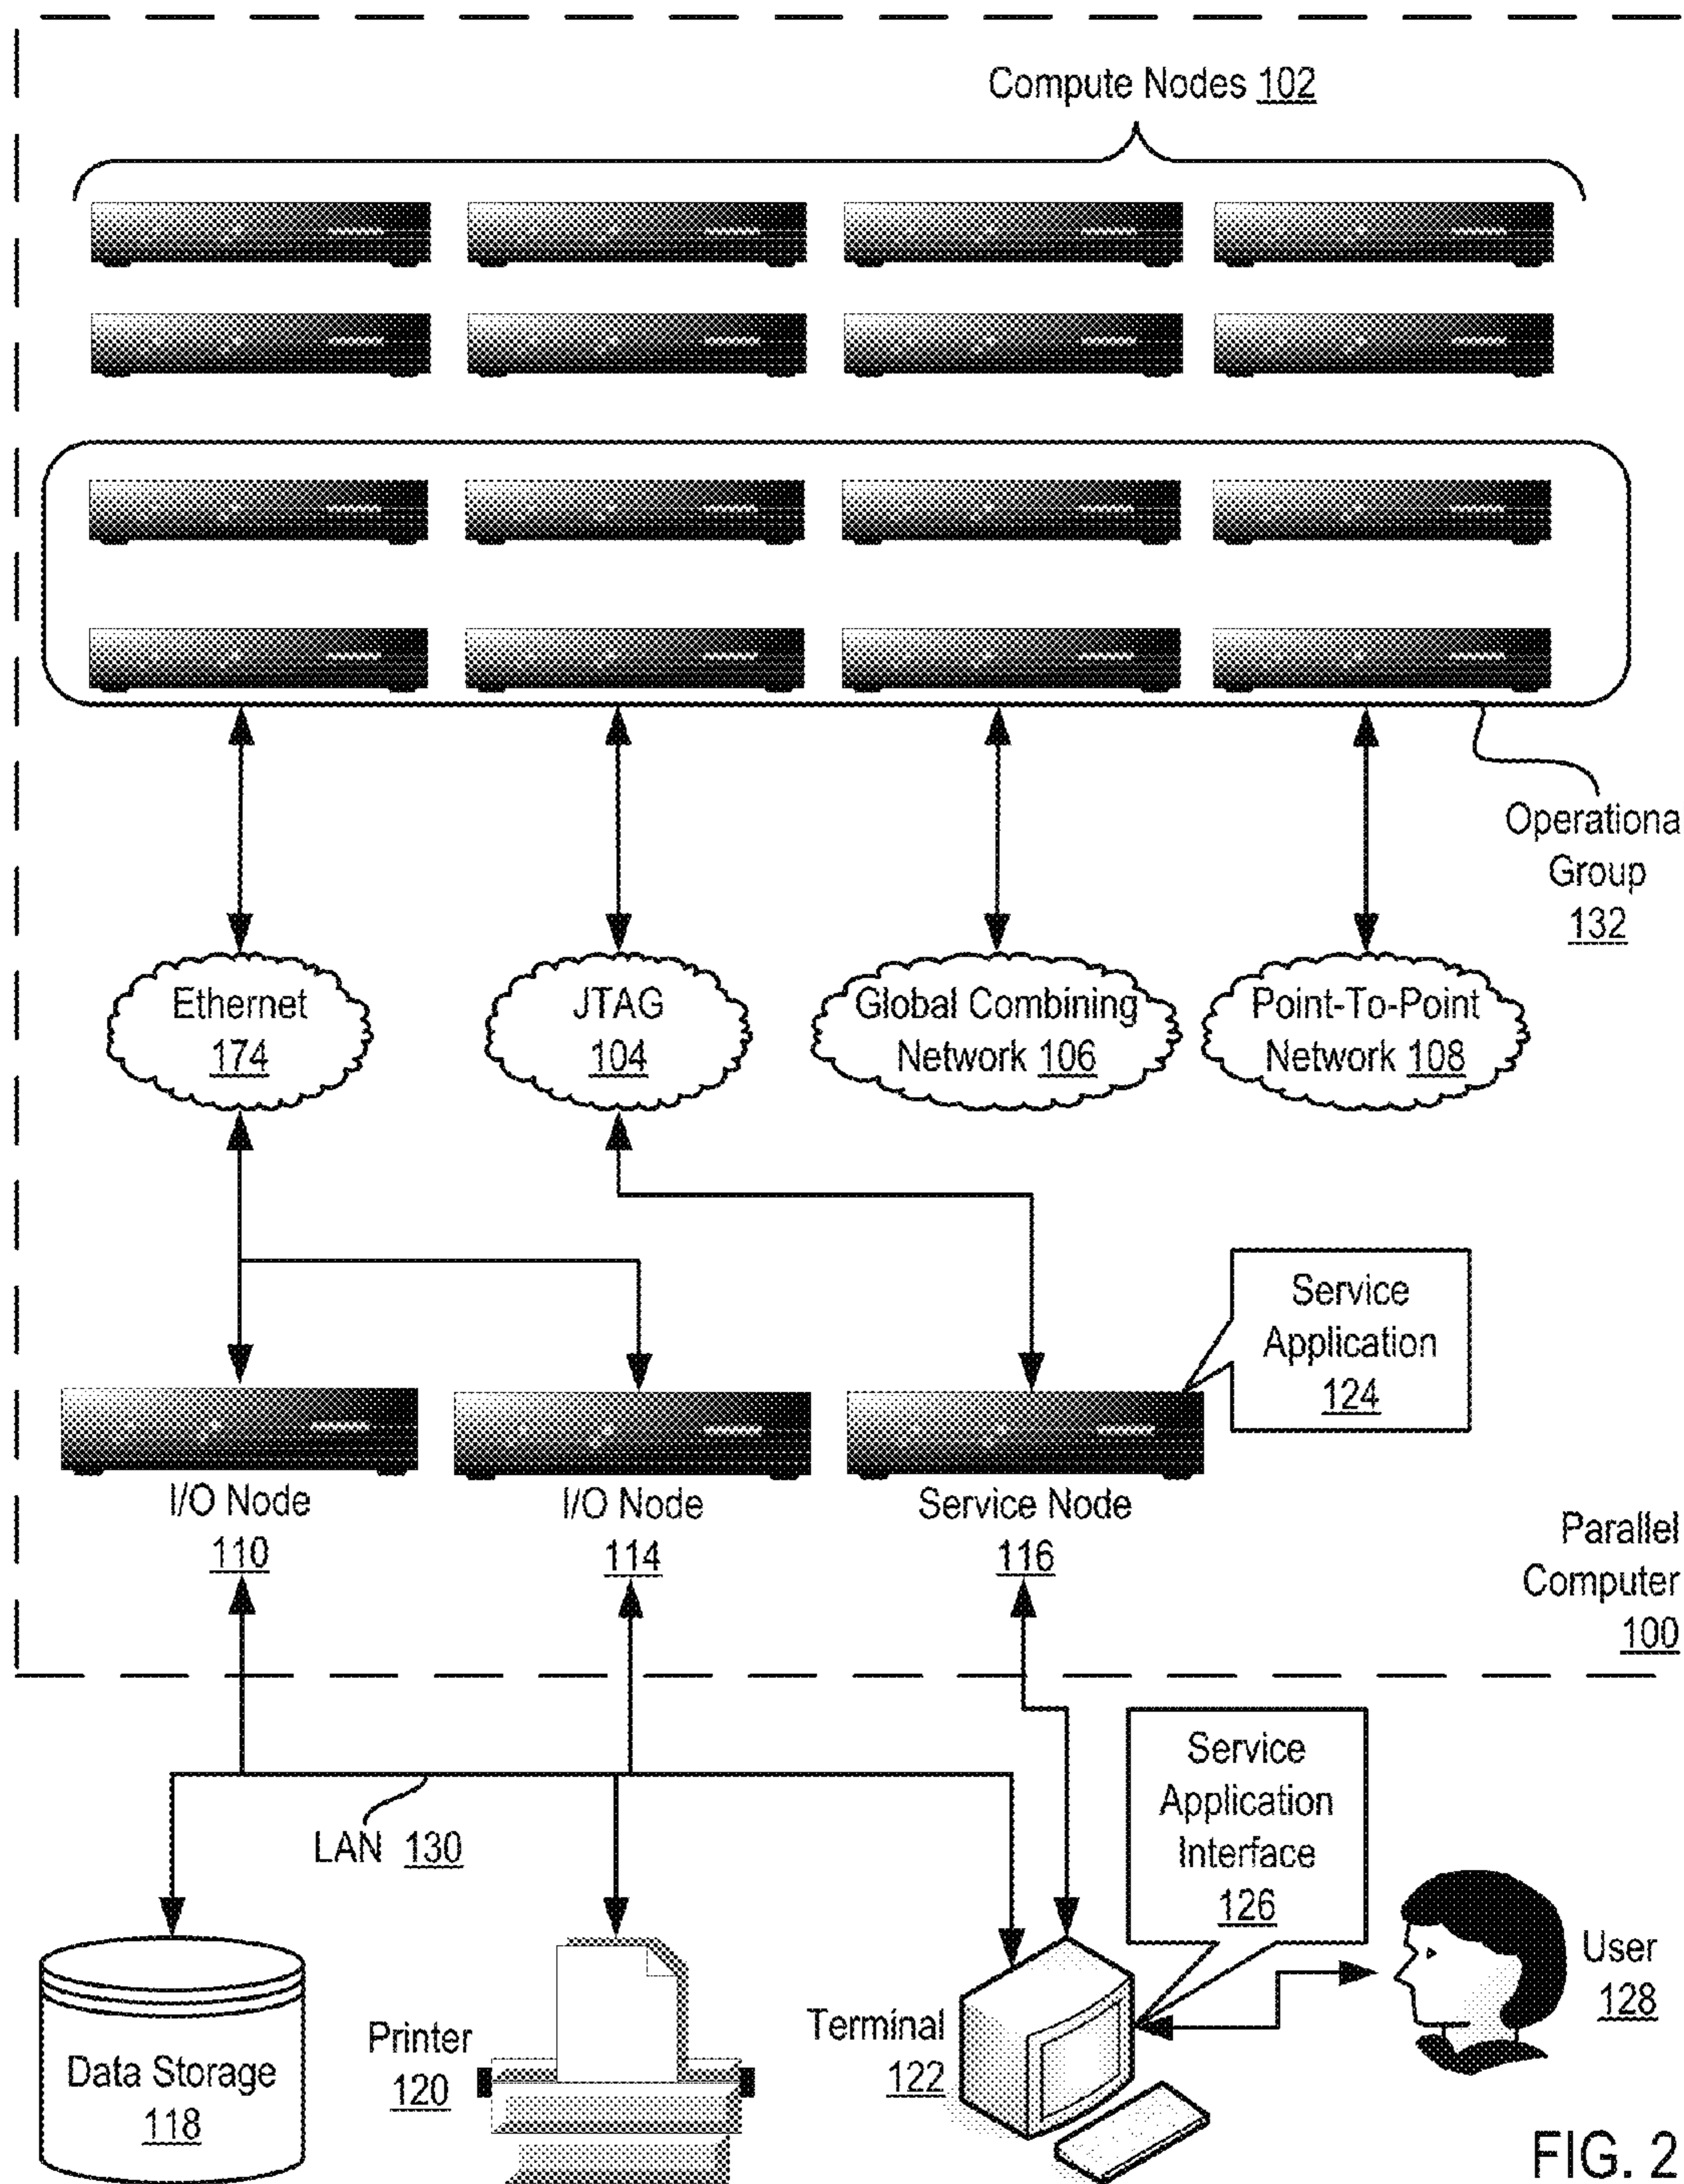 Compute Nodes 102
Operationa
Group
132
Ethernet
174
JTAG
104
Global Combining
Network 106
Point-To-Point
Network 108
Service
Application
124
I/O Node
110
I/O Node
114
Service Node
116
Parallel
Computer
100
LAN 130
Service
Application
Interface
126
Data Storage
118
Printer
120
Terminal
122
User
128
FIG. 2